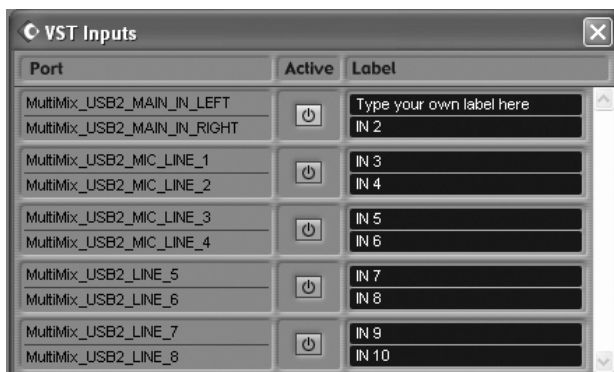 VST Inputs
Port Active Label
MultiMix_USB2_MAIN_IN_LEFT Type your own label here
MultiMix_USB2_MAIN_IN_RIGHT IN 2
MultiMix_USB2_MIC_LINE_1 IN 3
MultiMix_USB2_MIC_LINE_2 IN 4
MultiMix_USB2_MIC_LINE_3 IN 5
MultiMix_USB2_MIC_LINE_4 IN 6
MultiMix_USB2_LINE_5 IN 7
MultiMix_USB2_LINE_6 IN 8
MultiMix_USB2_LINE_7 IN 9
MultiMix_USB2_LINE_8 IN 10